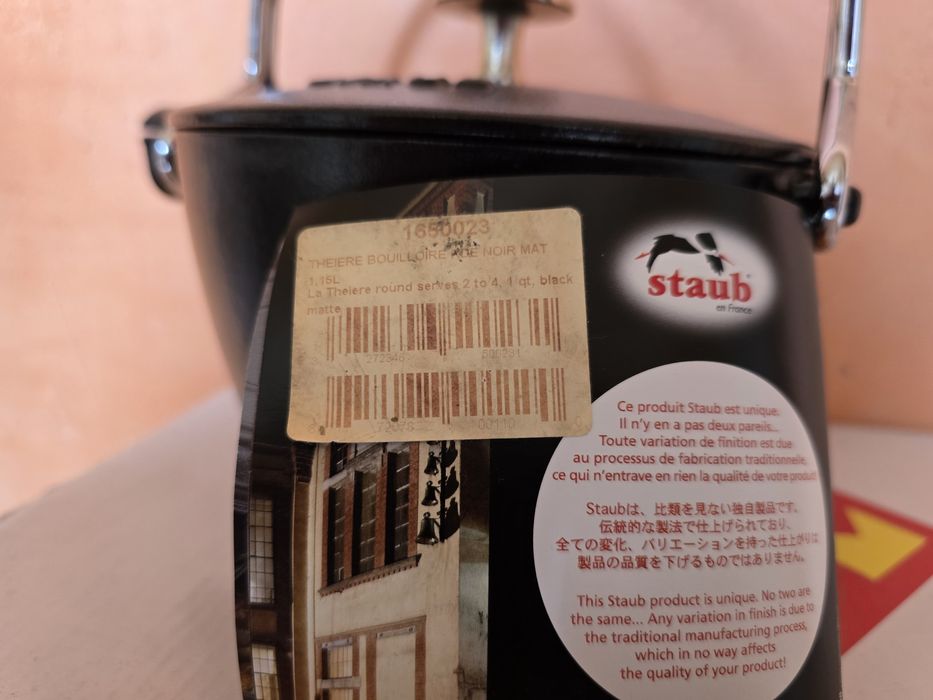 1650023
THEIERE BOUILLOIRE NOIR MAT
1,15L
La Theiere round serves 2 to 4, 1 qt, black
matte
272346
500231
72078
00110
0
staub
en France
Ce produit Staub est unique.
Il n'y en a pas deux pareils...
Toute variation de finition est due
au processus de fabrication traditionnelle,
ce qui n'entrave en rien la qualité de votre produit!
Staubは、比類を見ない独自製品です。
伝統的な製法で仕上げられており、
全ての変化、バリエーションを持った仕上がりは
製品の品質を下げるものではありません。
This Staub product is unique. No two are
the same... Any variation in finish is due to
the traditional manufacturing process,
which in no way affects
the quality of your product!